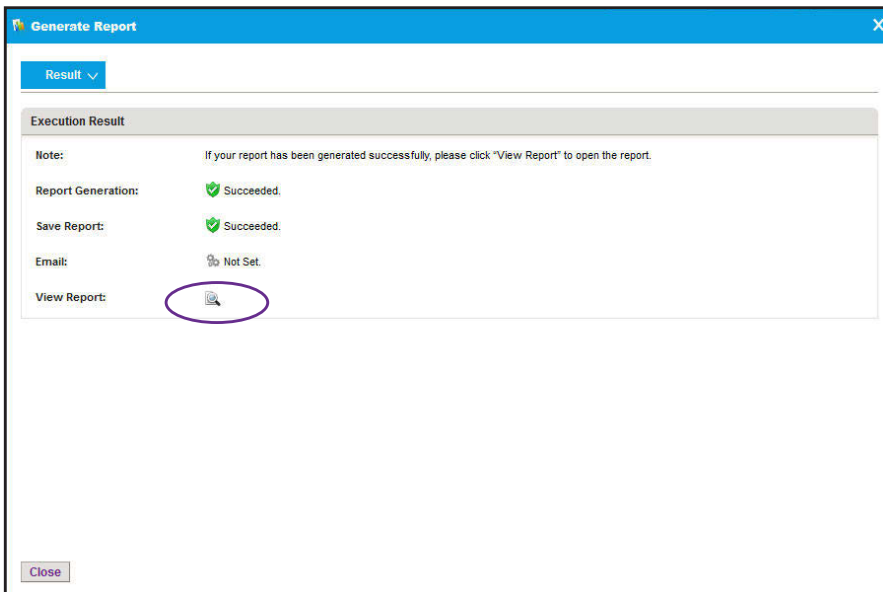 Generate Report
X
Result
Execution Result
Note: If your report has been generated successfully, please click “View Report” to open the report.
Report Generation: Succeeded.
Save Report: Succeeded.
Email: Not Set.
View Report:
Close